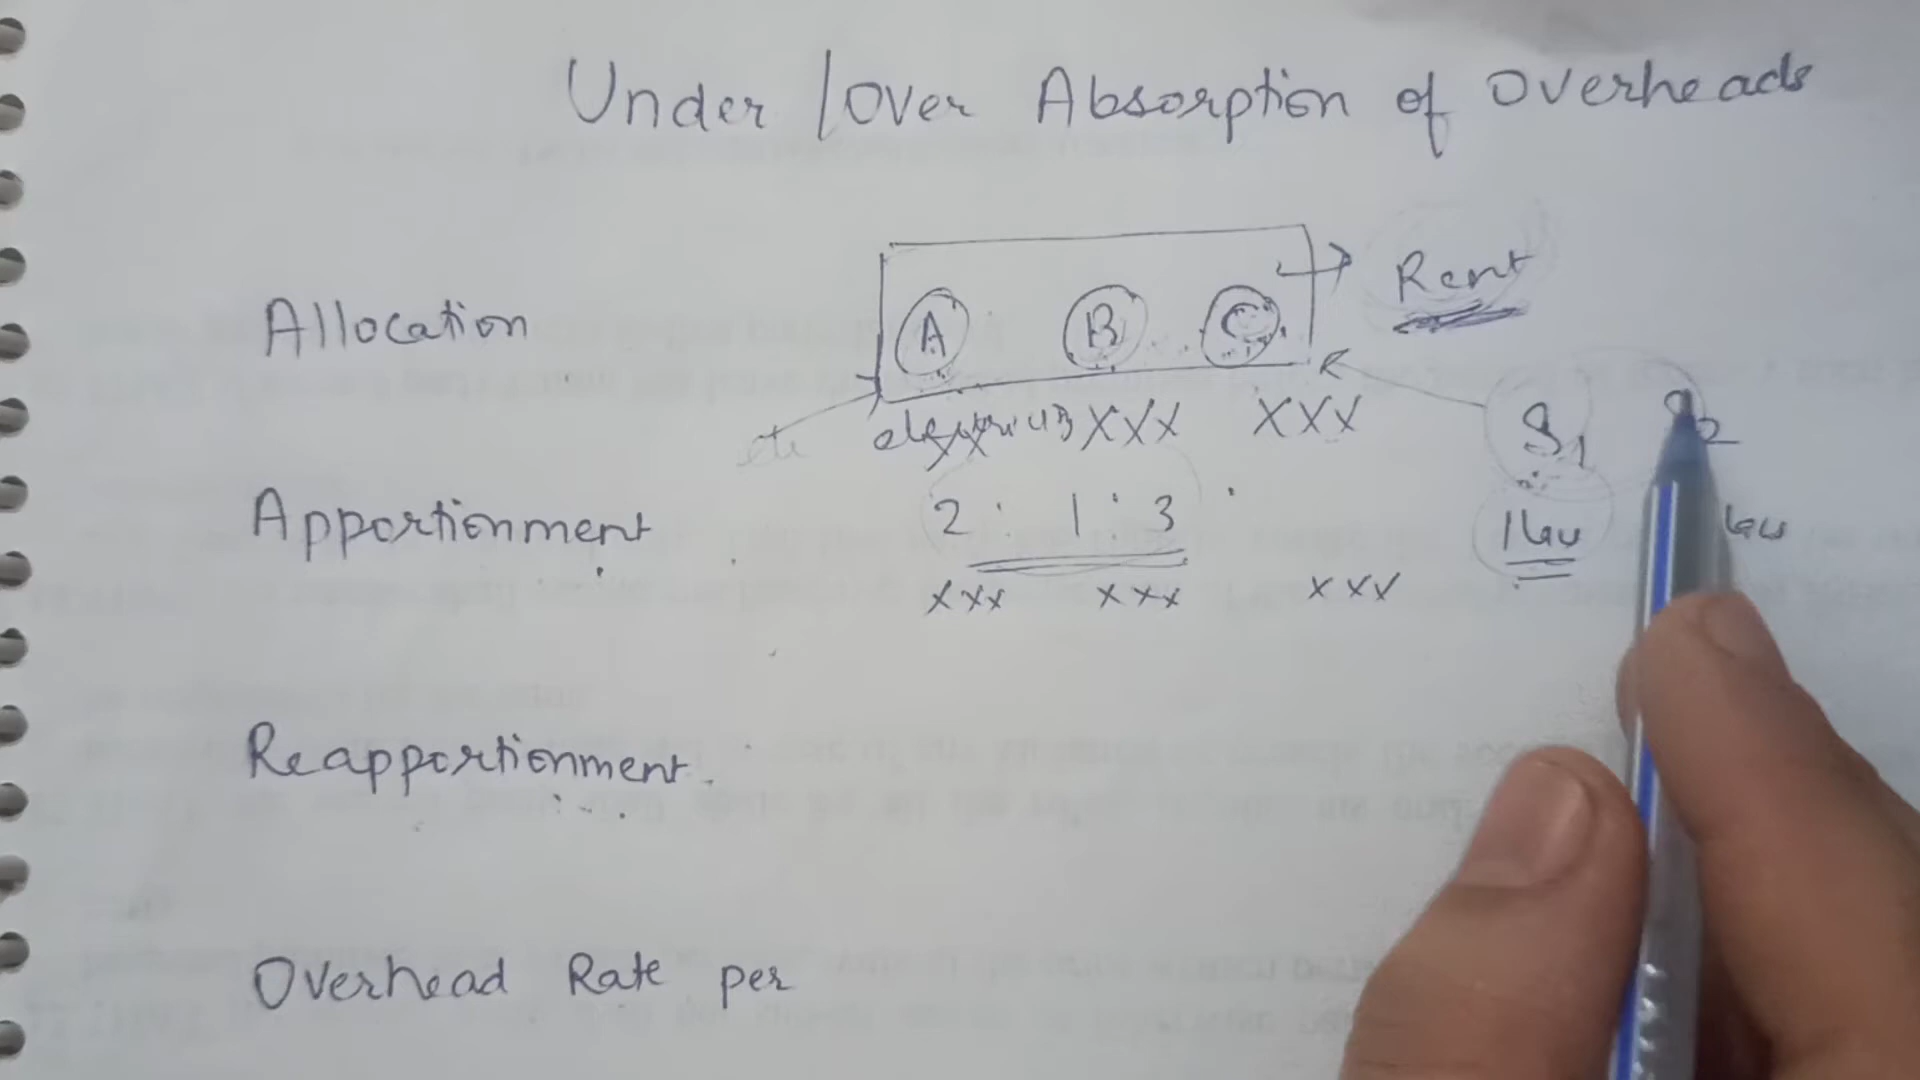 Under / Over Absorption of Overheads
Rent
Allocation A B C
XXX XXX S1 S2
Apportionment 2 : 1 : 3
xxx xxx xxx
Reapportionment
Overhead Rate per